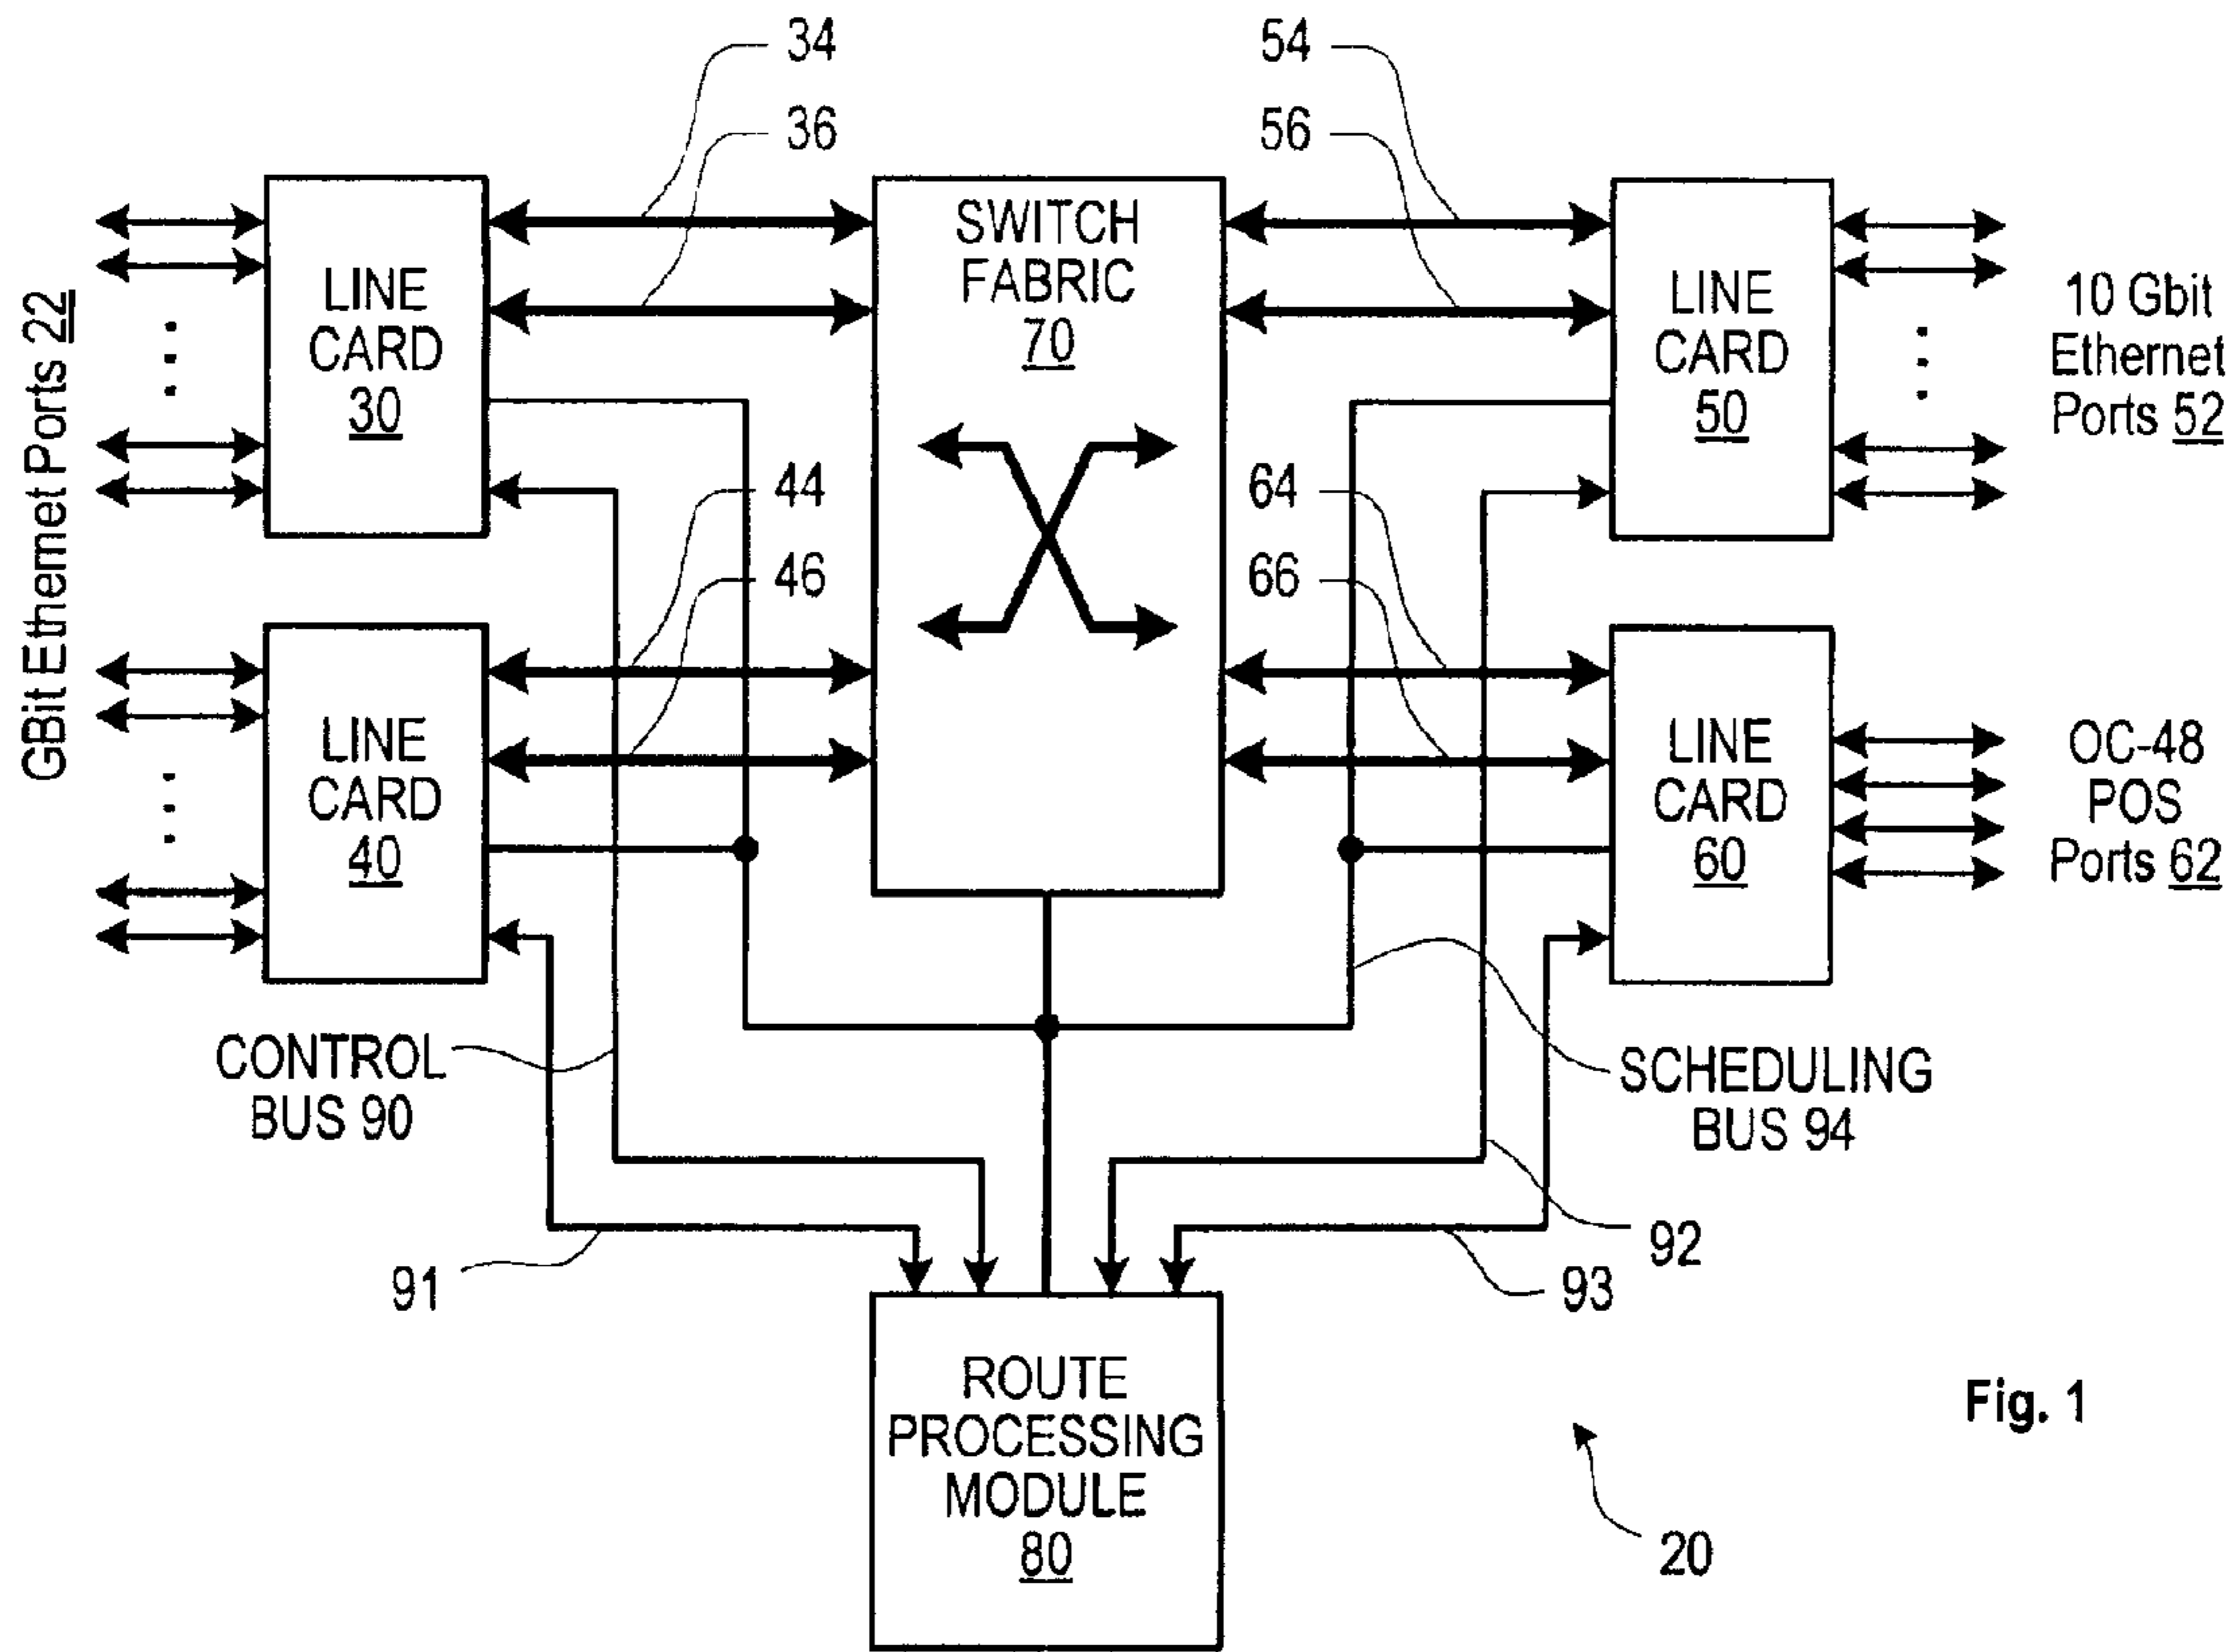 34
54
36
56
SWITCH
FABRIC
70
LINE
CARD
30
LINE
CARD
50
10 Gbit
Ethernet
Ports 52
GBit Ethernet Ports 22
44
64
46
66
LINE
CARD
40
LINE
CARD
60
OC-48
POS
Ports 62
CONTROL
BUS 90
SCHEDULING
BUS 94
91
92
93
ROUTE
PROCESSING
MODULE
80
Fig. 1
20